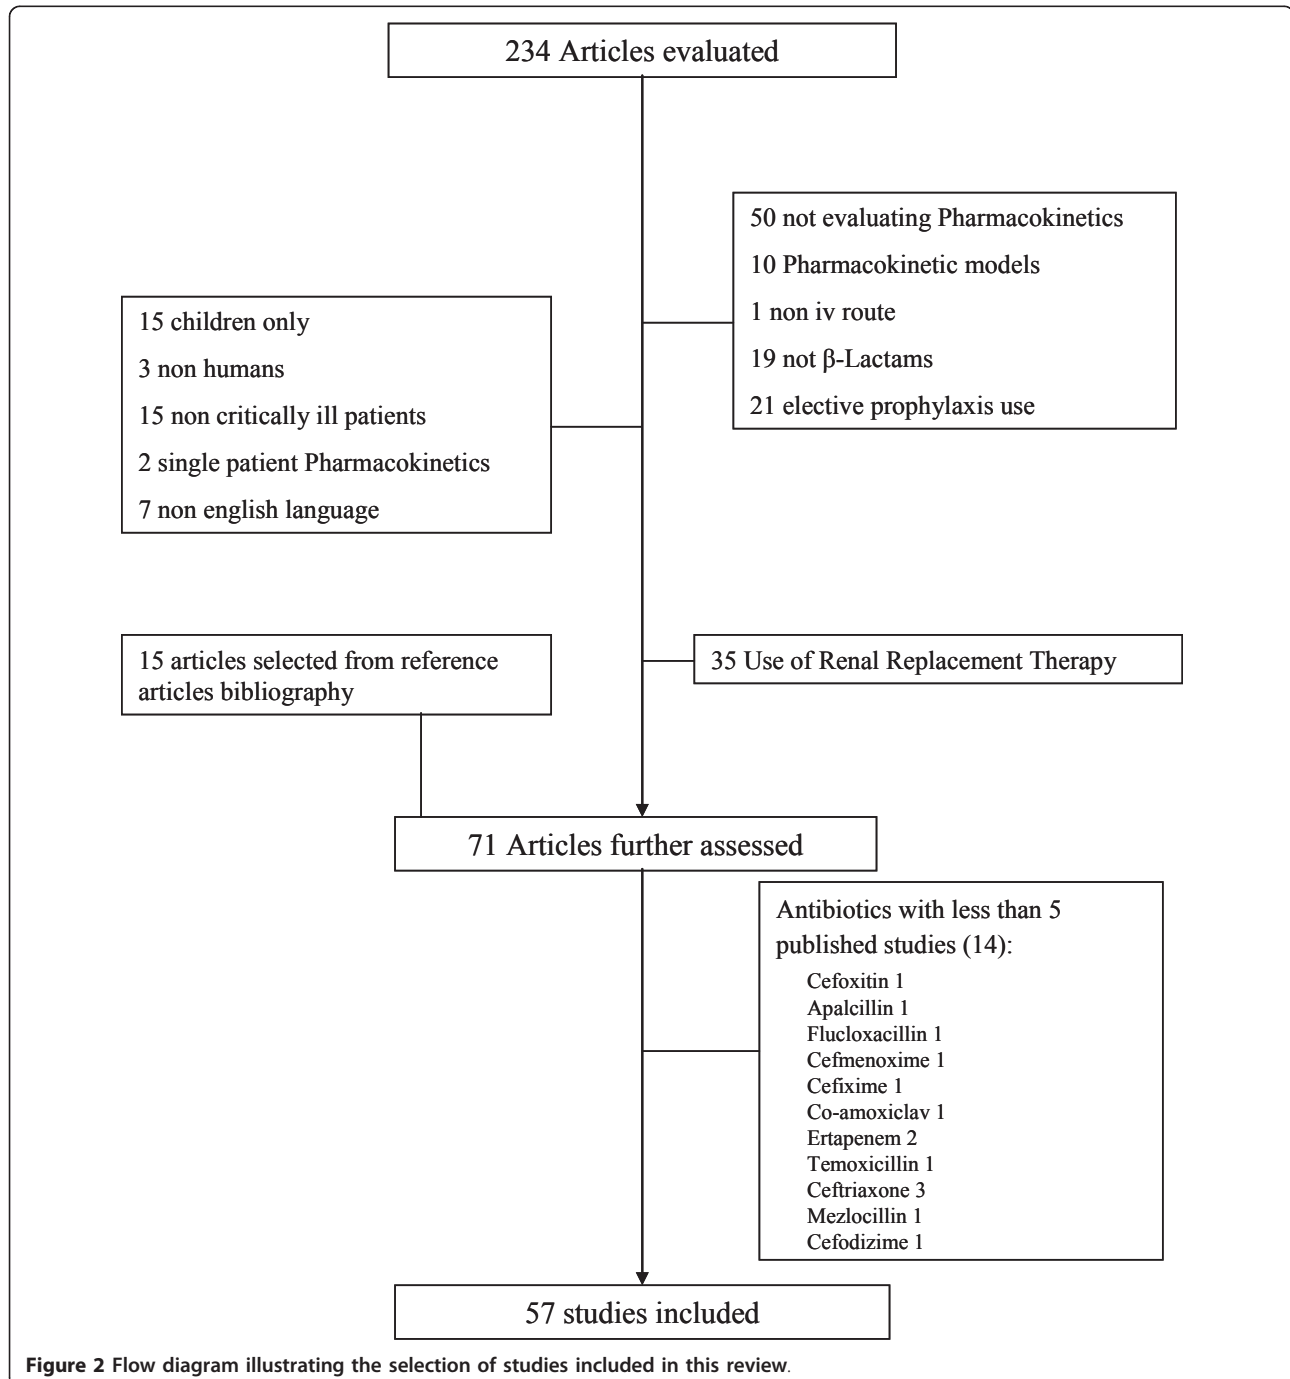 234 Articles evaluated
50 not evaluating Pharmacokinetics
10 Pharmacokinetic models
1 non iv route
19 not β-Lactams
21 elective prophylaxis use
15 children only
3 non humans
15 non critically ill patients
2 single patient Pharmacokinetics
7 non english language
35 Use of Renal Replacement Therapy
15 articles selected from reference
articles bibliography
71 Articles further assessed
Antibiotics with less than 5
published studies (14):
Cefoxitin 1
Apalcillin 1
Flucloxacillin 1
Cefmenoxime 1
Cefixime 1
Co-amoxiclav 1
Ertapenem 2
Temoxicillin 1
Ceftriaxone 3
Mezlocillin 1
Cefodizime 1
57 studies included
Figure 2 Flow diagram illustrating the selection of studies included in this review.